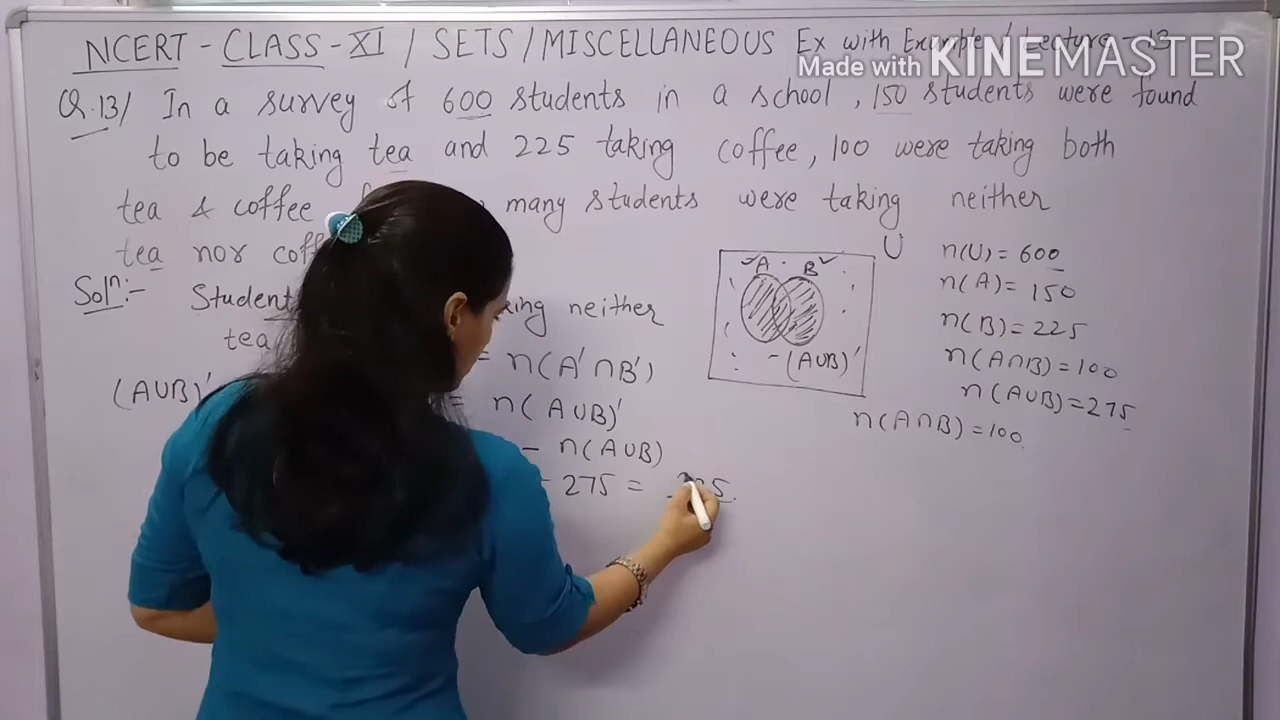 NCERT - CLASS - XI / SETS / MISCELLANEOUS Ex with Example / Lecture - 13
Made with KINEMASTER
Q.13/ In a survey of 600 students in a school, 150 students were found
to be taking tea and 225 taking coffee, 100 were taking both
tea & coffee many students were taking neither
tea nor
Solⁿ:- neither
tea
= n(A' ∩ B')
(A∪B)' = n(A∪B)'
- n(A∪B)
- 275 =
U
A B
- (A∪B)'
n(U) = 600
n(A) = 150
n(B) = 225
n(A∩B) = 100
n(A∪B) = 275
n(A∩B) = 100